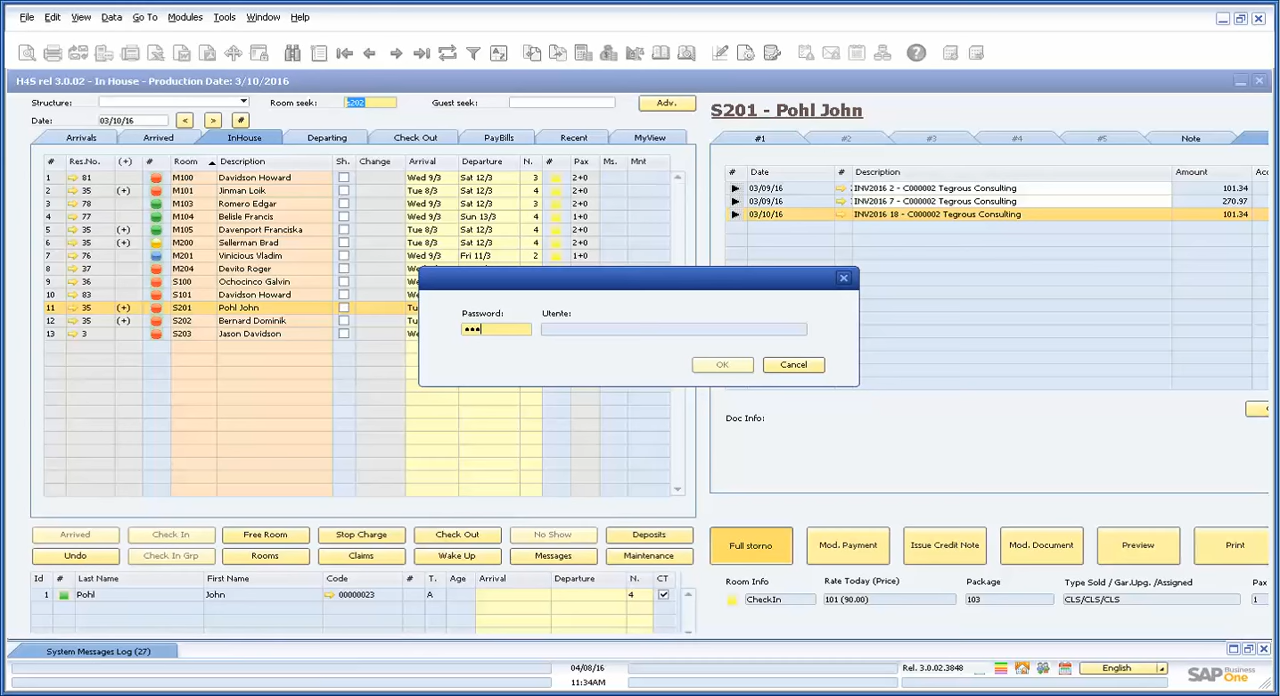 File Edit View Data Go To Modules Tools Window Help
H4S rel 3.0.02 - In House - Production Date: 3/10/2016
Structure: Room seek: s202 Guest seek: Adv.
Date: 03/10/16 < > #
S201 - Pohl John
Arrivals Arrived InHouse Departing Check Out PayBills Recent MyView
#1 #2 #3 #4 #5 Note
# Res.No. (+) # Room Description Sh. Change Arrival Departure N. # Pax Ms. Mnt
1 81 M100 Davidson Howard Wed 9/3 Sat 12/3 3 2+0
2 35 (+) M101 Jinman Loik Tue 8/3 Sat 12/3 4 2+0
3 78 M103 Romero Edgar Wed 9/3 Sat 12/3 3 2+0
4 77 M104 Belisle Francis Wed 9/3 Sun 13/3 4 1+0
5 35 (+) M105 Davenport Franciska Tue 8/3 Sat 12/3 4 2+0
6 35 (+) M200 Sellerman Brad Tue 8/3 Sat 12/3 4 2+0
7 76 M201 Vinicious Vladim Wed 9/3 Fri 11/3 2 1+0
8 37 M204 Devito Roger
9 36 S100 Ochocinco Galvin
10 83 S101 Davidson Howard
11 35 (+) S201 Pohl John
12 35 (+) S202 Bernard Dominik
13 3 S203 Jason Davidson
# Date # Description Amount
03/09/16 INV2016 2 - C000002 Tegrous Consulting 101.34
03/09/16 INV2016 7 - C000002 Tegrous Consulting 270.97
03/10/16 INV2016 18 - C000002 Tegrous Consulting 101.34
Password: Utente:
OK Cancel
Doc Info:
Arrived Check In Free Room Stop Charge Check Out No Show Deposits
Undo Check In Grp Rooms Claims Wake Up Messages Maintenance
Full storno Mod. Payment Issue Credit Note Mod. Document Preview Print
Id # Last Name First Name Code # T. Age Arrival Departure N. CT
1 Pohl John 00000023 A 4
Room Info Rate Today (Price) Package Type Sold / Gar.Upg. /Assigned Pax
CheckIn 101 (90.00) 103 CLS/CLS/CLS 1
System Messages Log (27)
04/08/16
11:34AM
Rel. 3.0.02.3848
English
SAP Business One